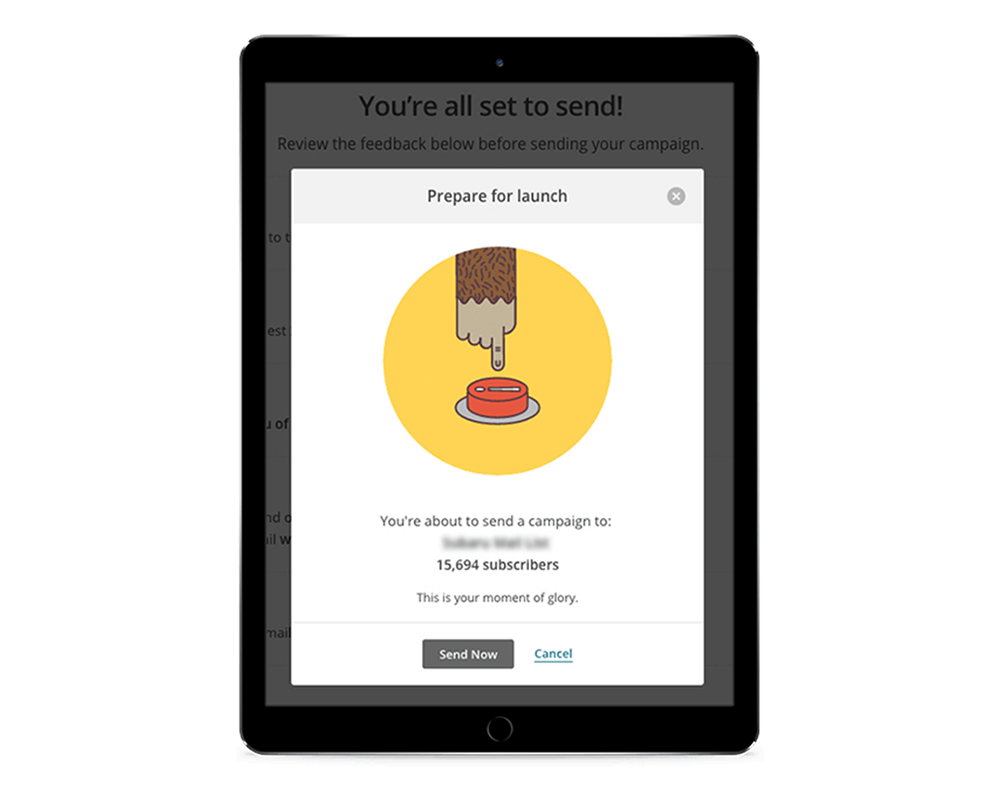 You're all set to send!
Review the feedback below before sending your campaign.
Prepare for launch
to t
est
u of
nd o
ail w
mail
You're about to send a campaign to:
15,694 subscribers
This is your moment of glory.
Send Now
Cancel